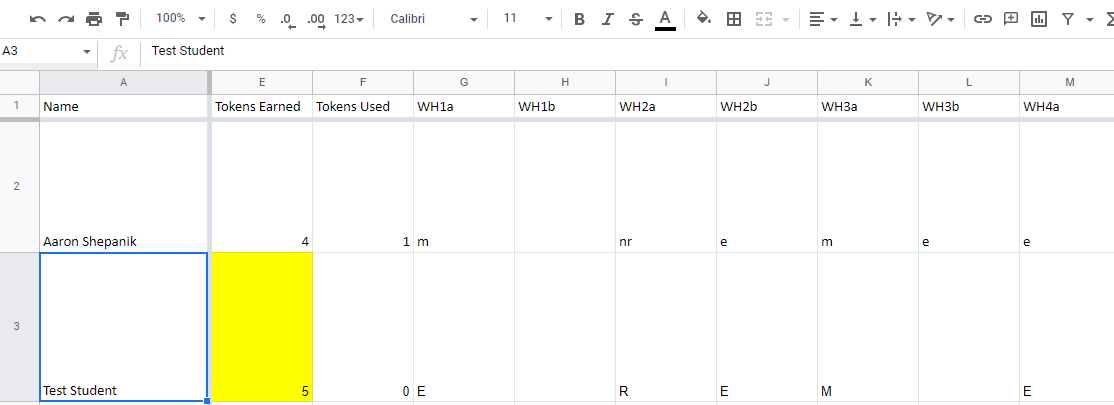 100% $ % .0 .00 123 Calibri 11 B I S A
A3 fx Test Student
A E F G H I J K L M
1 Name Tokens Earned Tokens Used WH1a WH1b WH2a WH2b WH3a WH3b WH4a
2 Aaron Shepanik 4 1 m nr e m e e
3 Test Student 5 0 E R E M E